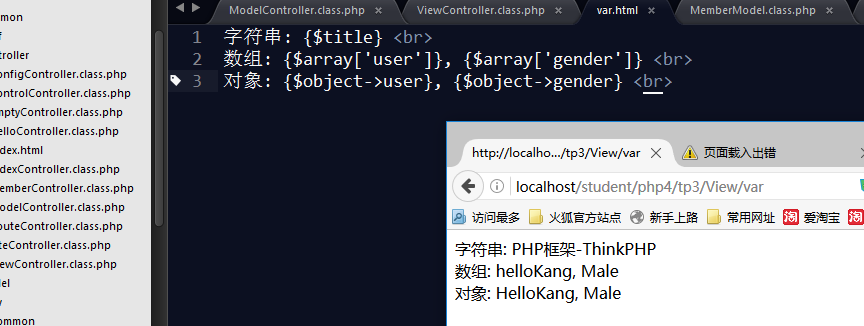 mmon
f
troller
onfigController.class.php
ontrolController.class.php
mptyController.class.php
elloController.class.php
dex.html
dexController.class.php
emberController.class.php
odelController.class.php
outeController.class.php
teController.class.php
ewController.class.php
del
y
ommon
ModelController.class.php × ViewController.class.php × var.html × MemberModel.class.php ×
1 字符串: {$title} <br>
2 数组: {$array['user']}, {$array['gender']} <br>
3 对象: {$object->user}, {$object->gender} <br>
http://localho.../tp3/View/var × 页面载入出错
localhost/student/php4/tp3/View/var
访问最多 火狐官方站点 新手上路 常用网址 淘 爱淘宝 淘
字符串: PHP框架-ThinkPHP
数组: helloKang, Male
对象: HelloKang, Male